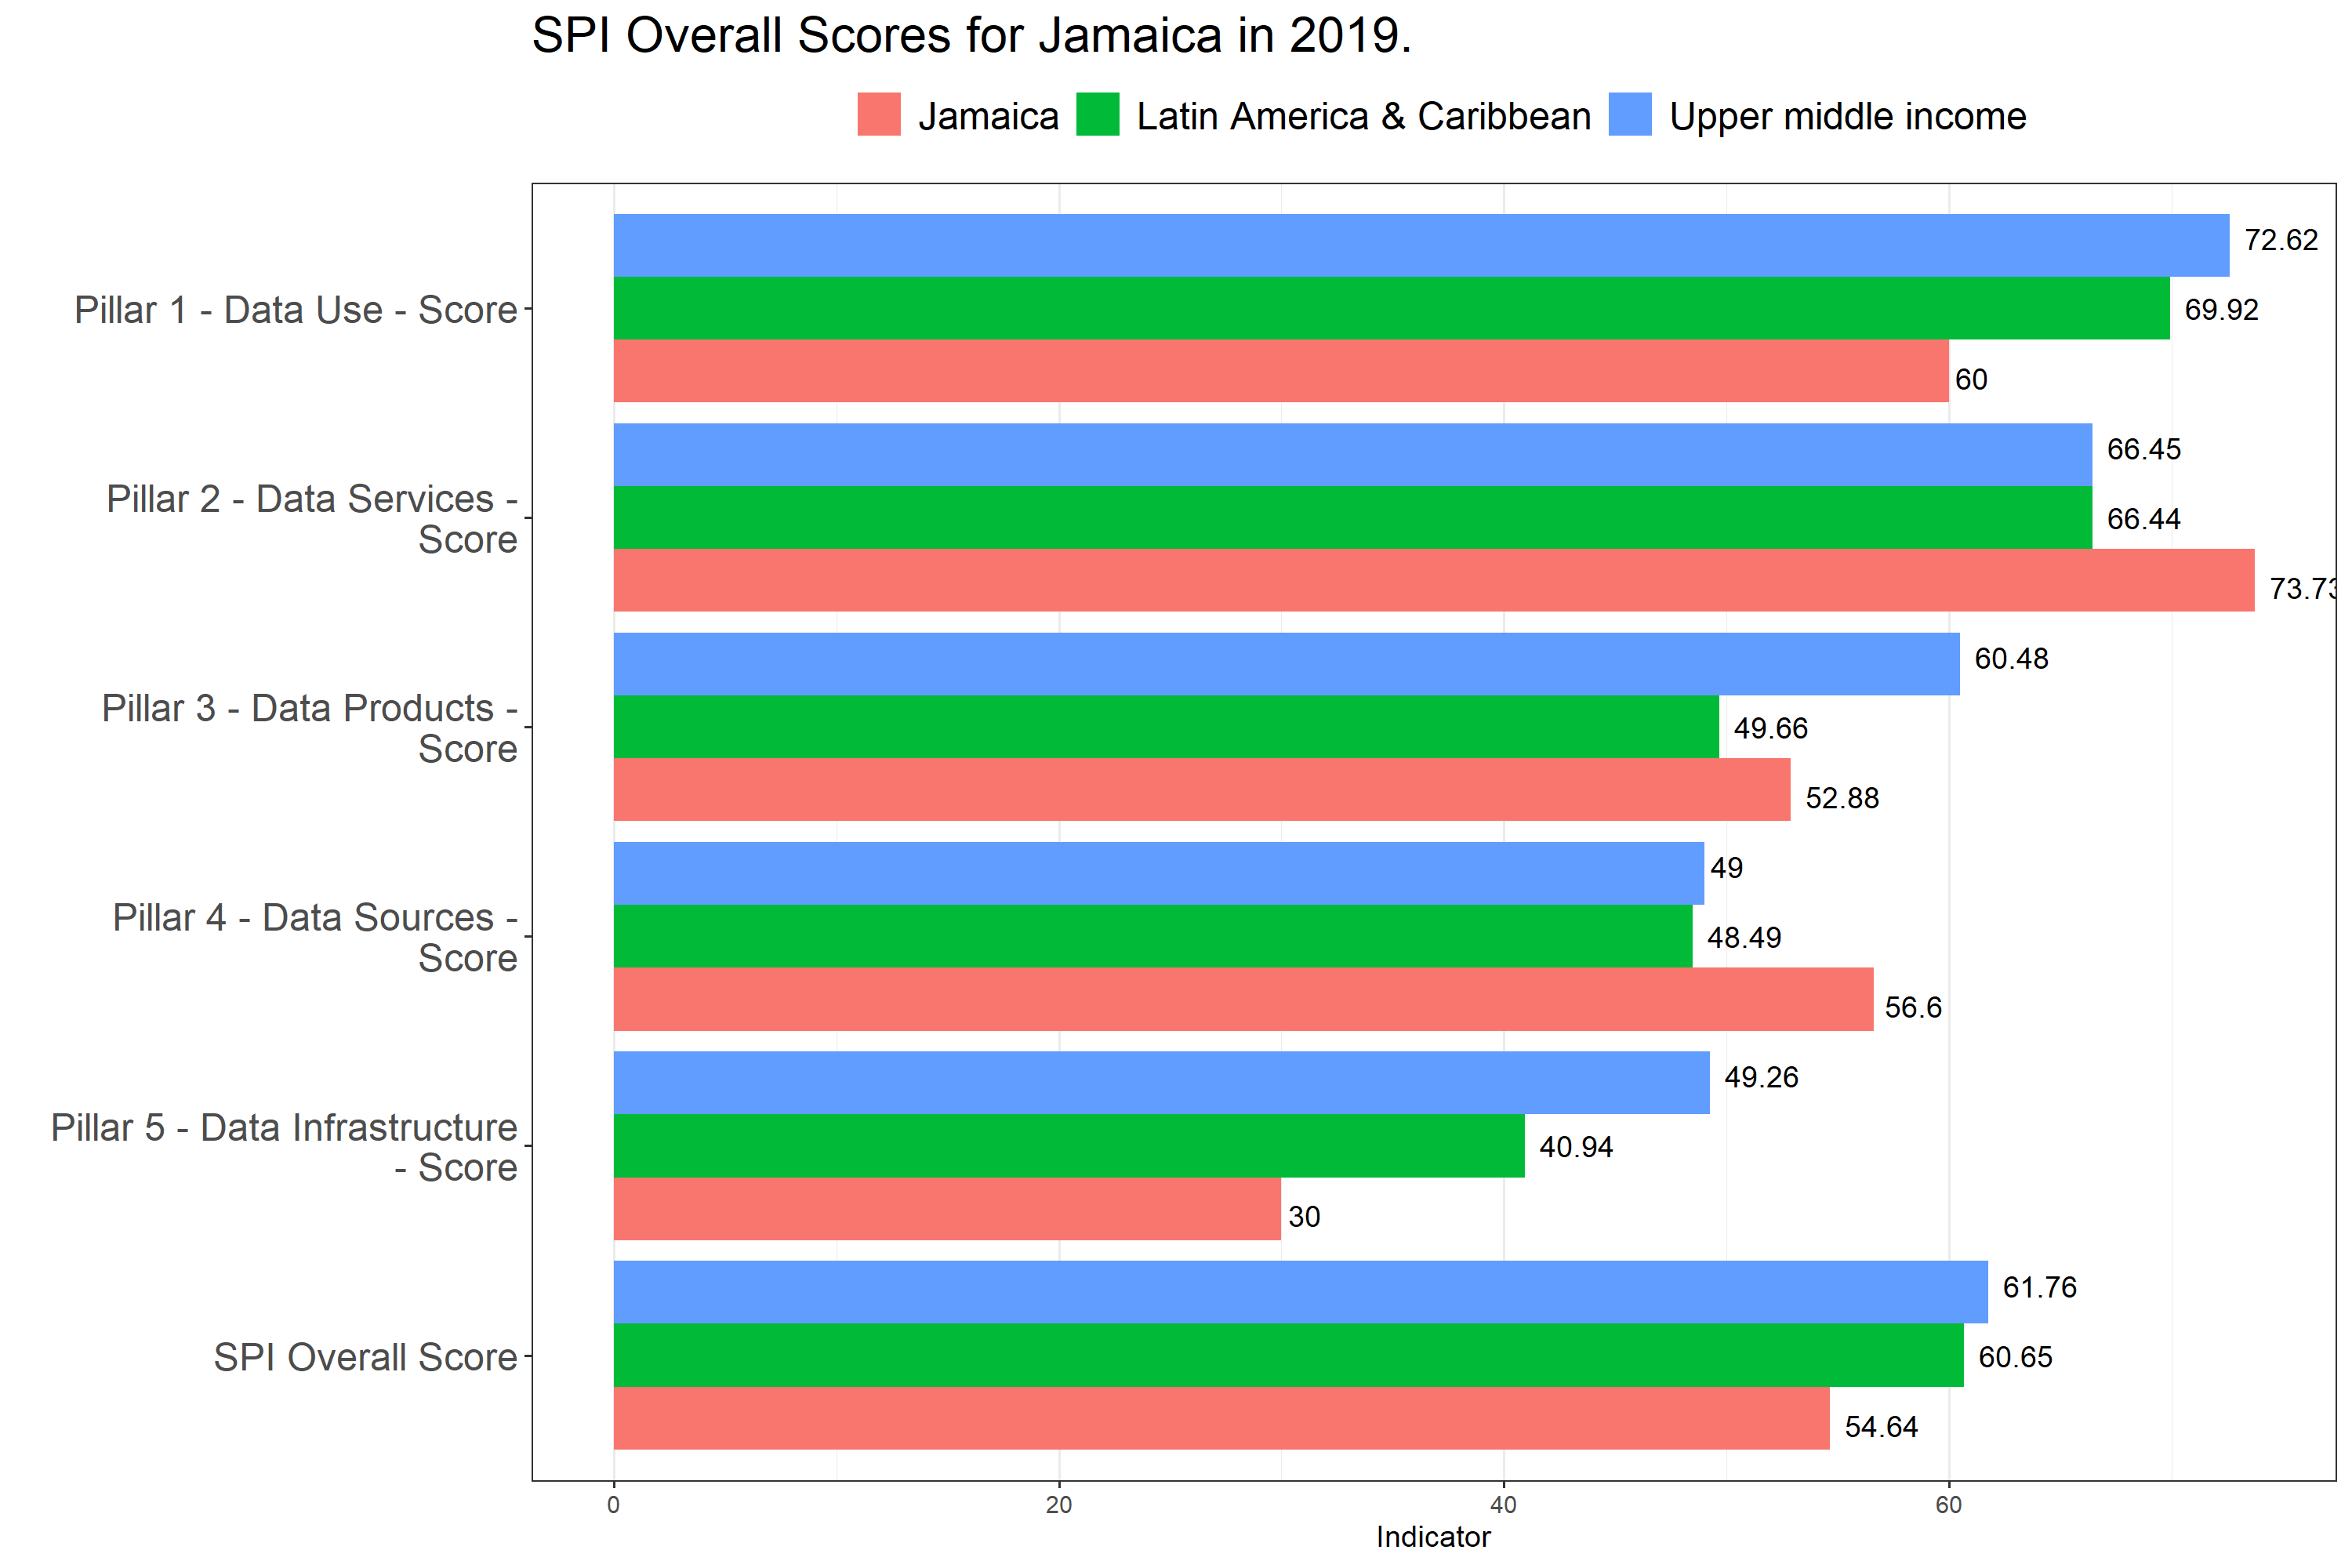 SPI Overall Scores for Jamaica in 2019.
Jamaica Latin America & Caribbean Upper middle income
Pillar 1 - Data Use - Score
72.62
69.92
60
Pillar 2 - Data Services -
Score
66.45
66.44
73.73
Pillar 3 - Data Products -
Score
60.48
49.66
52.88
Pillar 4 - Data Sources -
Score
49
48.49
56.6
Pillar 5 - Data Infrastructure
- Score
49.26
40.94
30
SPI Overall Score
61.76
60.65
54.64
0 20 40 60
Indicator